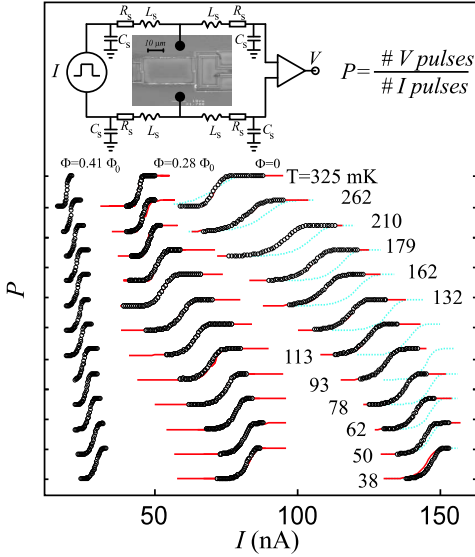 R_S L_S L_S R_S
C_S C_S
10 μm
I
V
P = # V pulses
# I pulses
C_S C_S
R_S L_S L_S R_S
Φ=0.41 Φ_0 Φ=0.28 Φ_0 Φ=0
T=325 mK
262
210
179
162
132
113
93
78
62
50
38
P
50 100 150
I (nA)